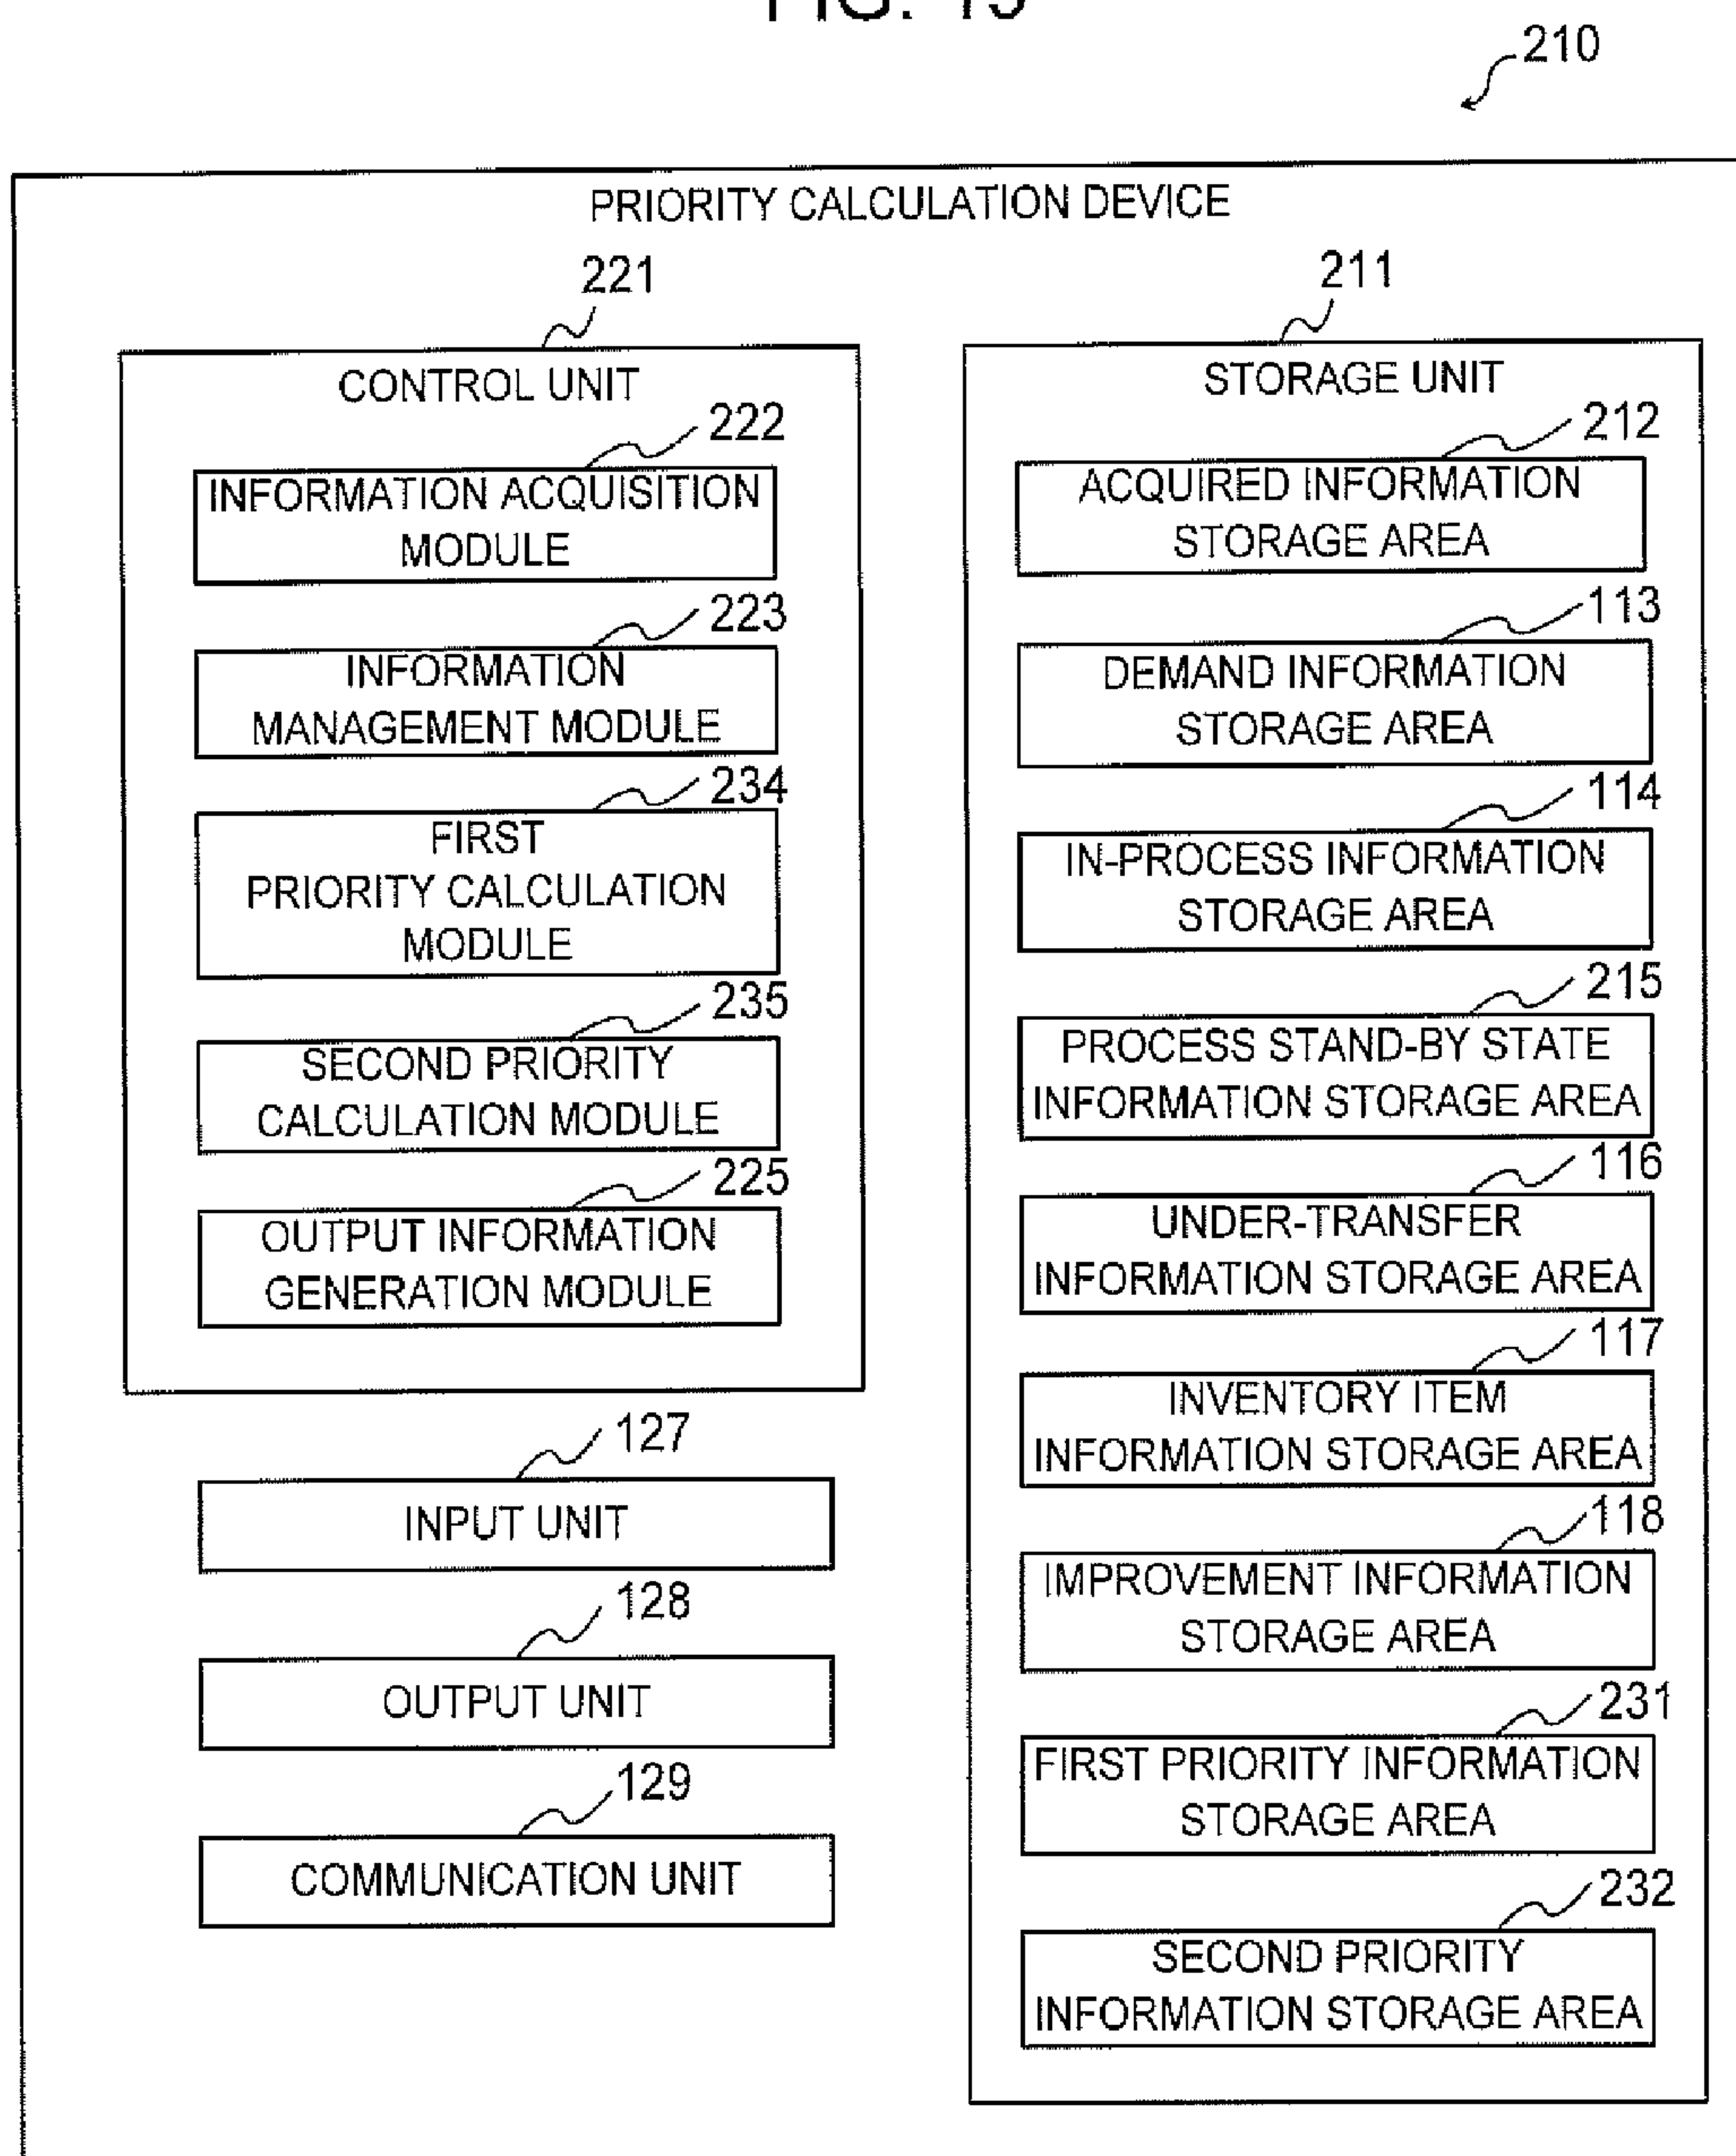 FIG.
210
PRIORITY CALCULATION DEVICE
221
CONTROL UNIT
222
INFORMATION ACQUISITION
MODULE
223
INFORMATION
MANAGEMENT MODULE
234
FIRST
PRIORITY CALCULATION
MODULE
235
SECOND PRIORITY
CALCULATION MODULE
225
OUTPUT INFORMATION
GENERATION MODULE
127
INPUT UNIT
128
OUTPUT UNIT
129
COMMUNICATION UNIT
211
STORAGE UNIT
212
ACQUIRED INFORMATION
STORAGE AREA
113
DEMAND INFORMATION
STORAGE AREA
114
IN-PROCESS INFORMATION
STORAGE AREA
215
PROCESS STAND-BY STATE
INFORMATION STORAGE AREA
116
UNDER-TRANSFER
INFORMATION STORAGE AREA
117
INVENTORY ITEM
INFORMATION STORAGE AREA
118
IMPROVEMENT INFORMATION
STORAGE AREA
231
FIRST PRIORITY INFORMATION
STORAGE AREA
232
SECOND PRIORITY
INFORMATION STORAGE AREA